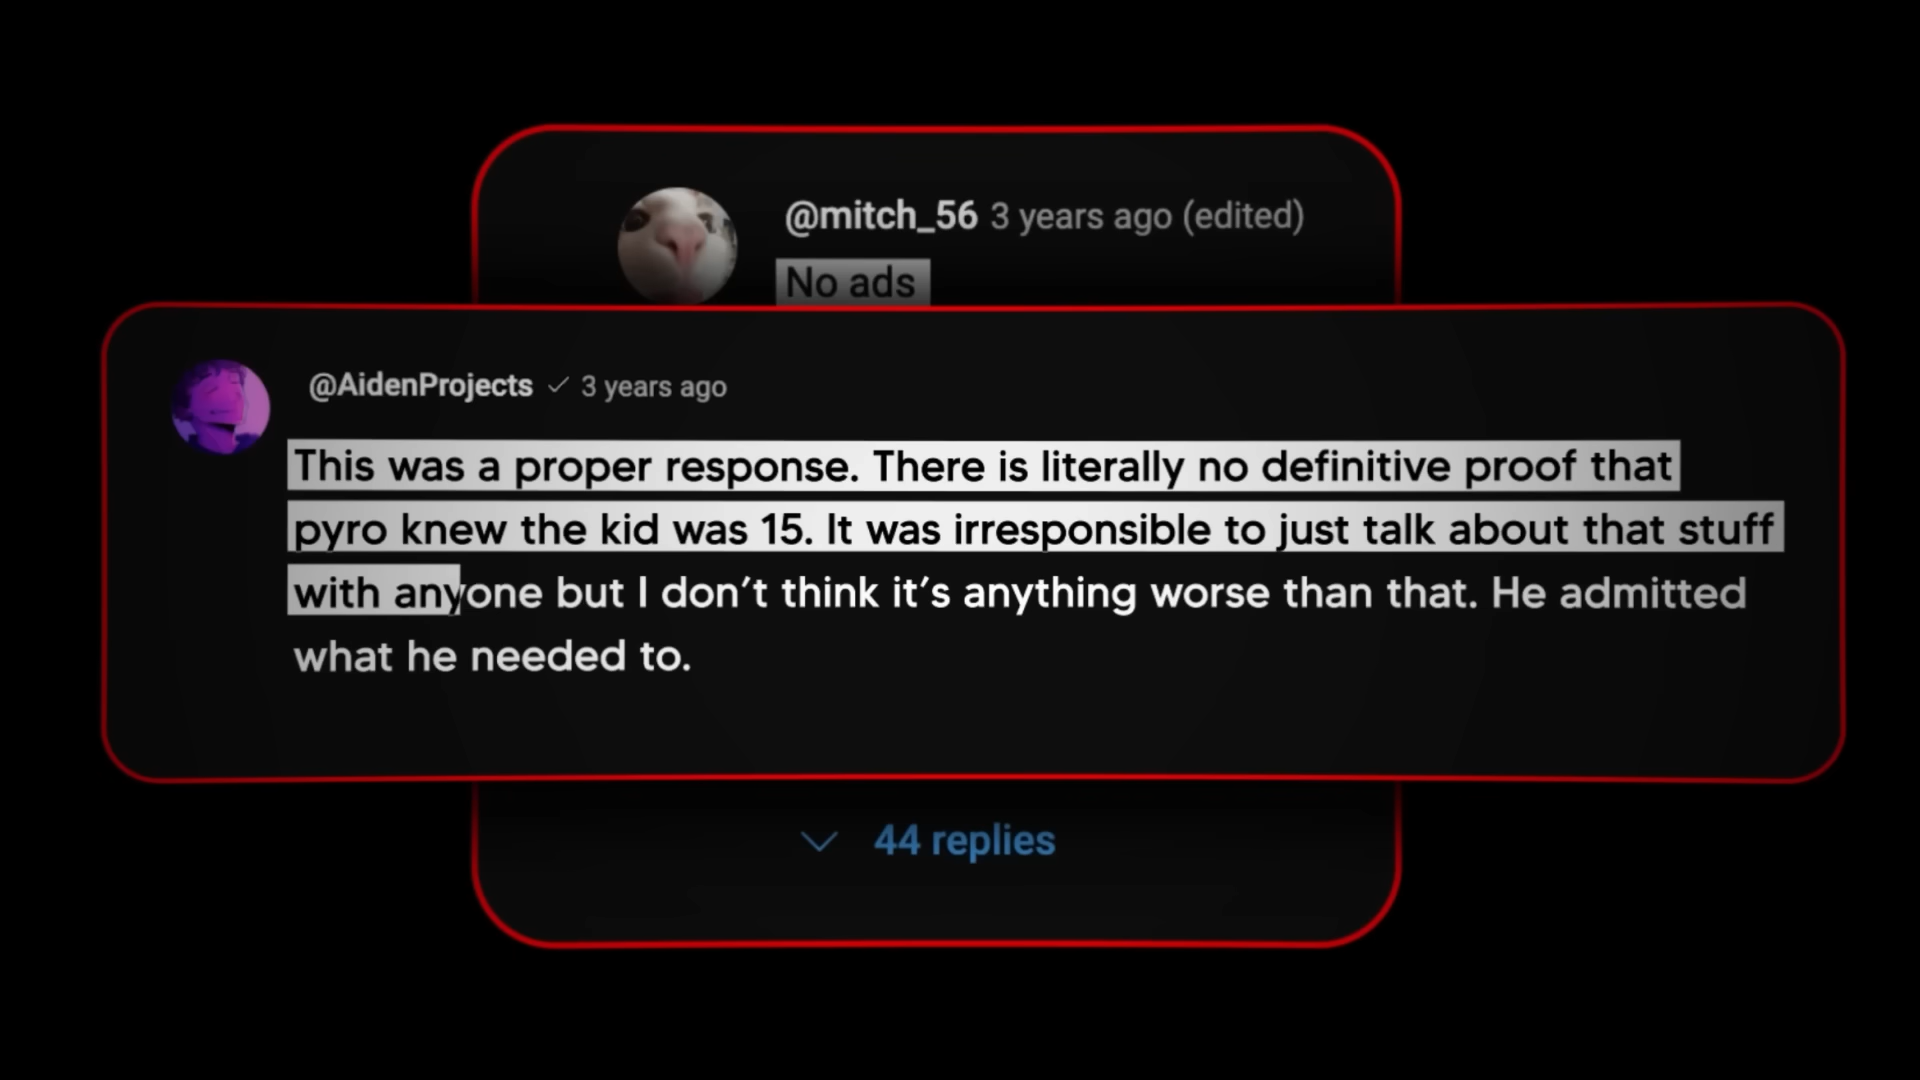 @mitch_56 3 years ago (edited)
No ads
@AidenProjects 3 years ago
This was a proper response. There is literally no definitive proof that
pyro knew the kid was 15. It was irresponsible to just talk about that stuff
with anyone but I don’t think it’s anything worse than that. He admitted
what he needed to.
44 replies